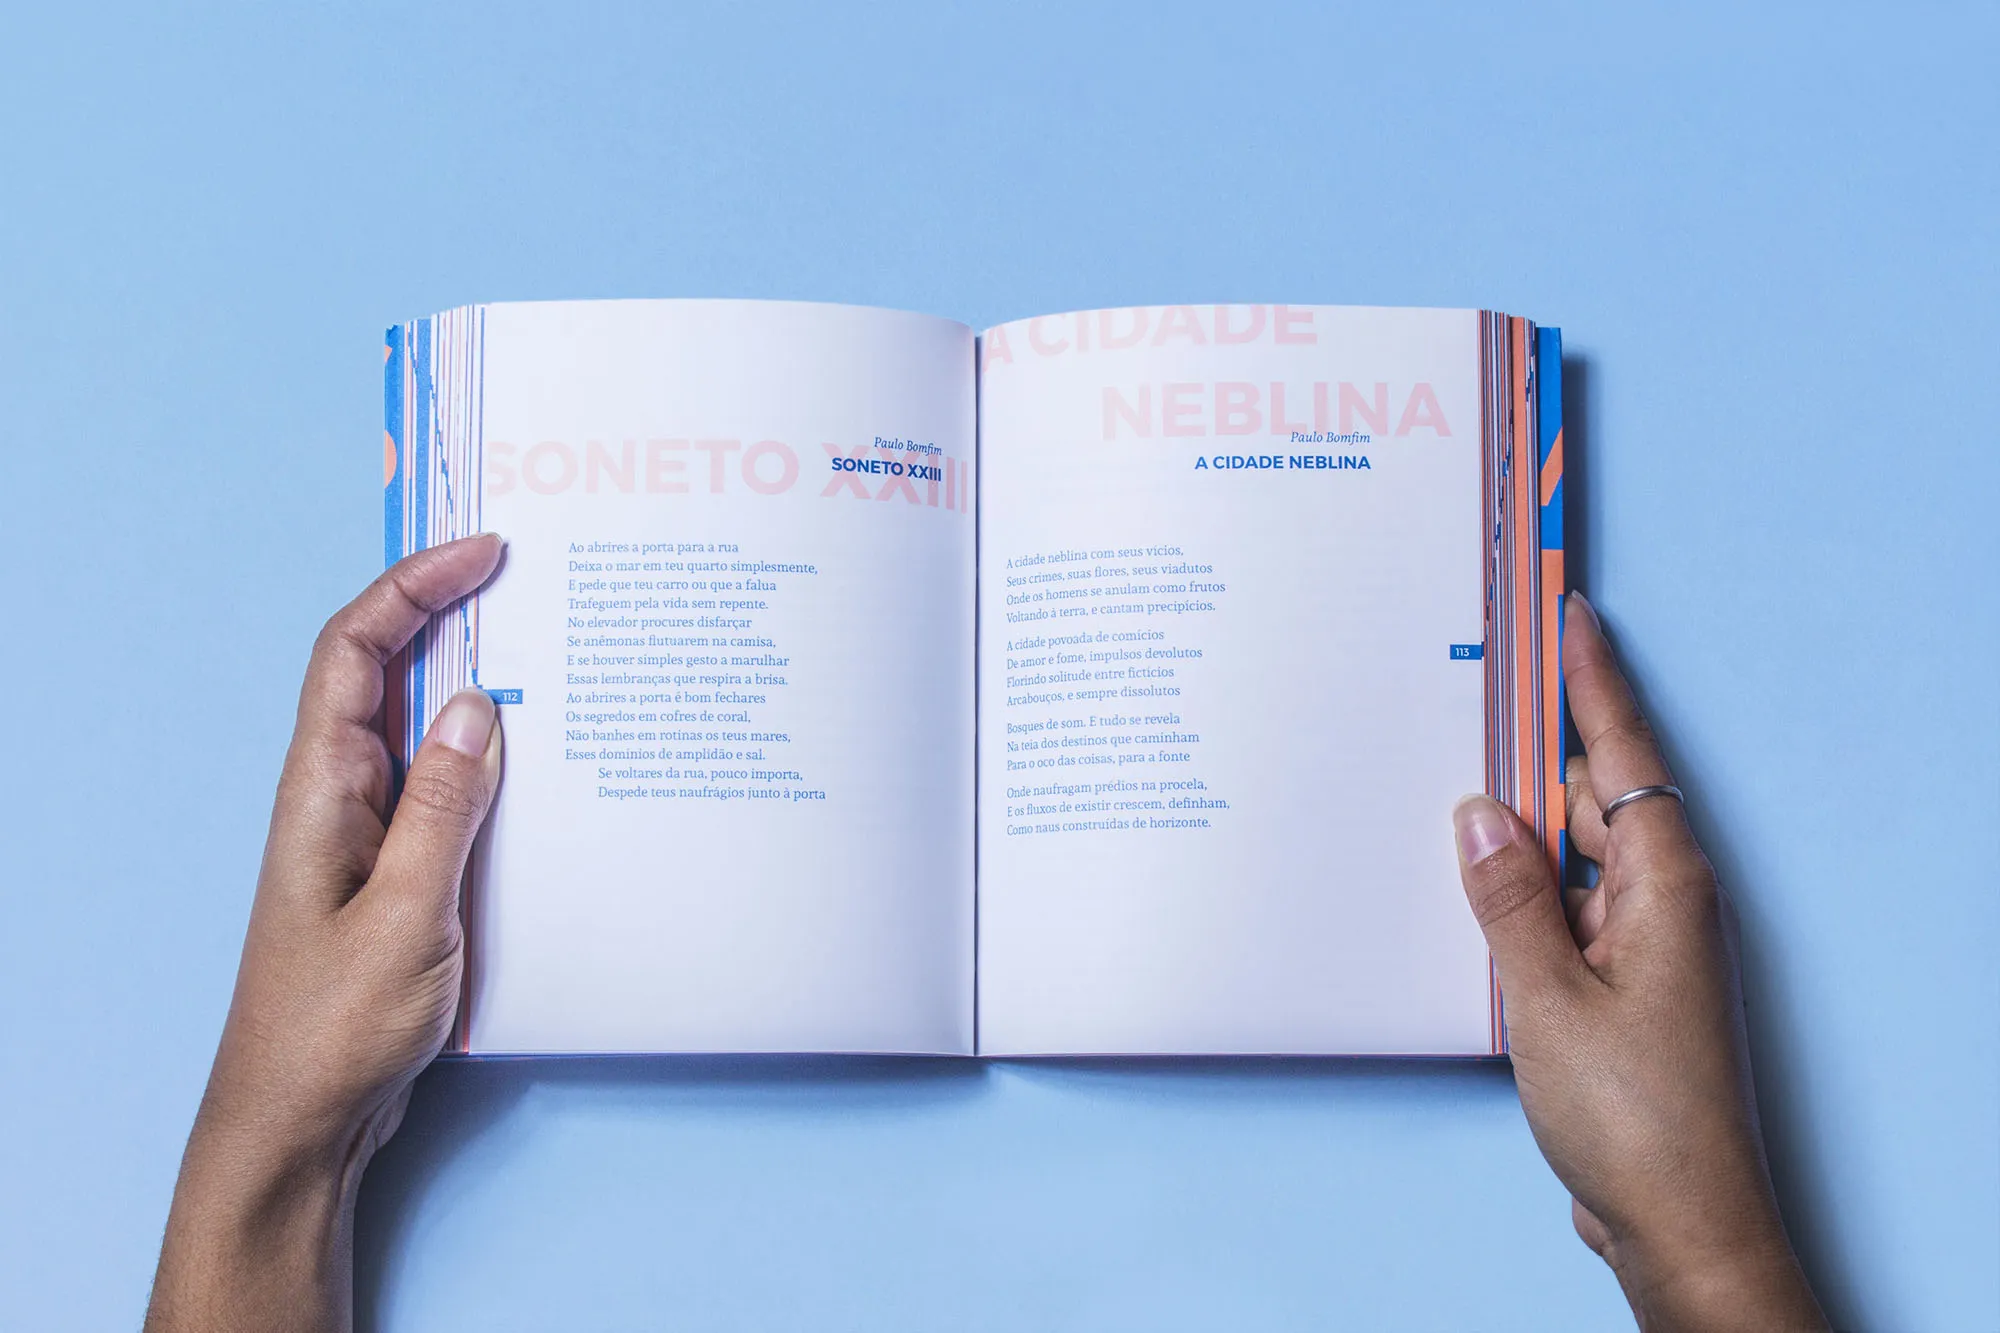 SONETO XXIII
Paulo Bomfim
SONETO XXIII
Ao abrires a porta para a rua
Deixa o mar em teu quarto simplesmente,
E pede que teu carro ou que a falua
Trafeguem pela vida sem repente.
No elevador procures disfarçar
Se anêmonas flutuarem na camisa,
E se houver simples gesto a marulhar
Essas lembranças que respira a brisa.
Ao abrires a porta é bom fechares
Os segredos em cofres de coral,
Não banhes em rotinas os teus mares,
Esses domínios de amplidão e sal.
Se voltares da rua, pouco importa,
Despede teus naufrágios junto à porta
112
A CIDADE
NEBLINA
Paulo Bomfim
A CIDADE NEBLINA
A cidade neblina com seus vícios,
Seus crimes, suas flores, seus viadutos
Onde os homens se anulam como frutos
Voltando à terra, e cantam precipícios.
A cidade povoada de comícios
De amor e fome, impulsos devolutos
Florindo solitude entre fictícios
Arcabouços, e sempre dissolutos
Bosques de som. E tudo se revela
Na teia dos destinos que caminham
Para o oco das coisas, para a fonte
Onde naufragam prédios na procela,
E os fluxos de existir crescem, definham,
Como naus construídas de horizonte.
113